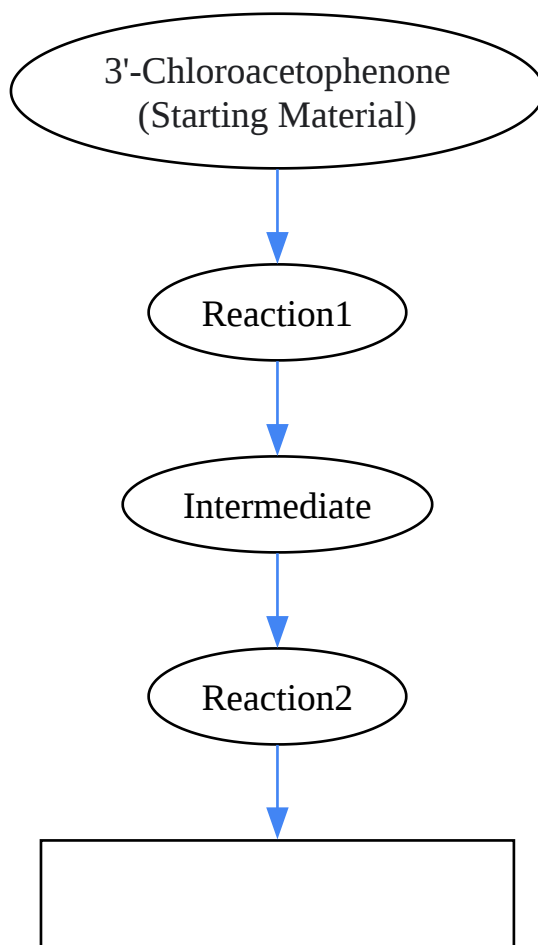 3'-Chloroacetophenone
(Starting Material)
Reaction1
Intermediate
Reaction2